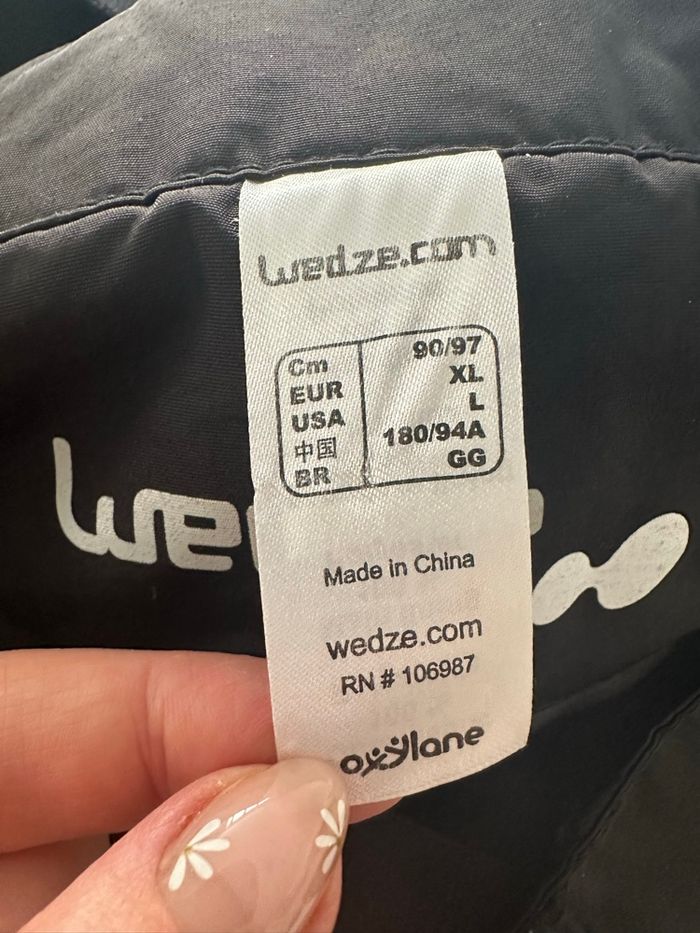 wedze.com
Cm 90/97
EUR XL
USA L
中国 180/94A
BR GG
we
Made in China
wedze.com
RN # 106987
oxylane